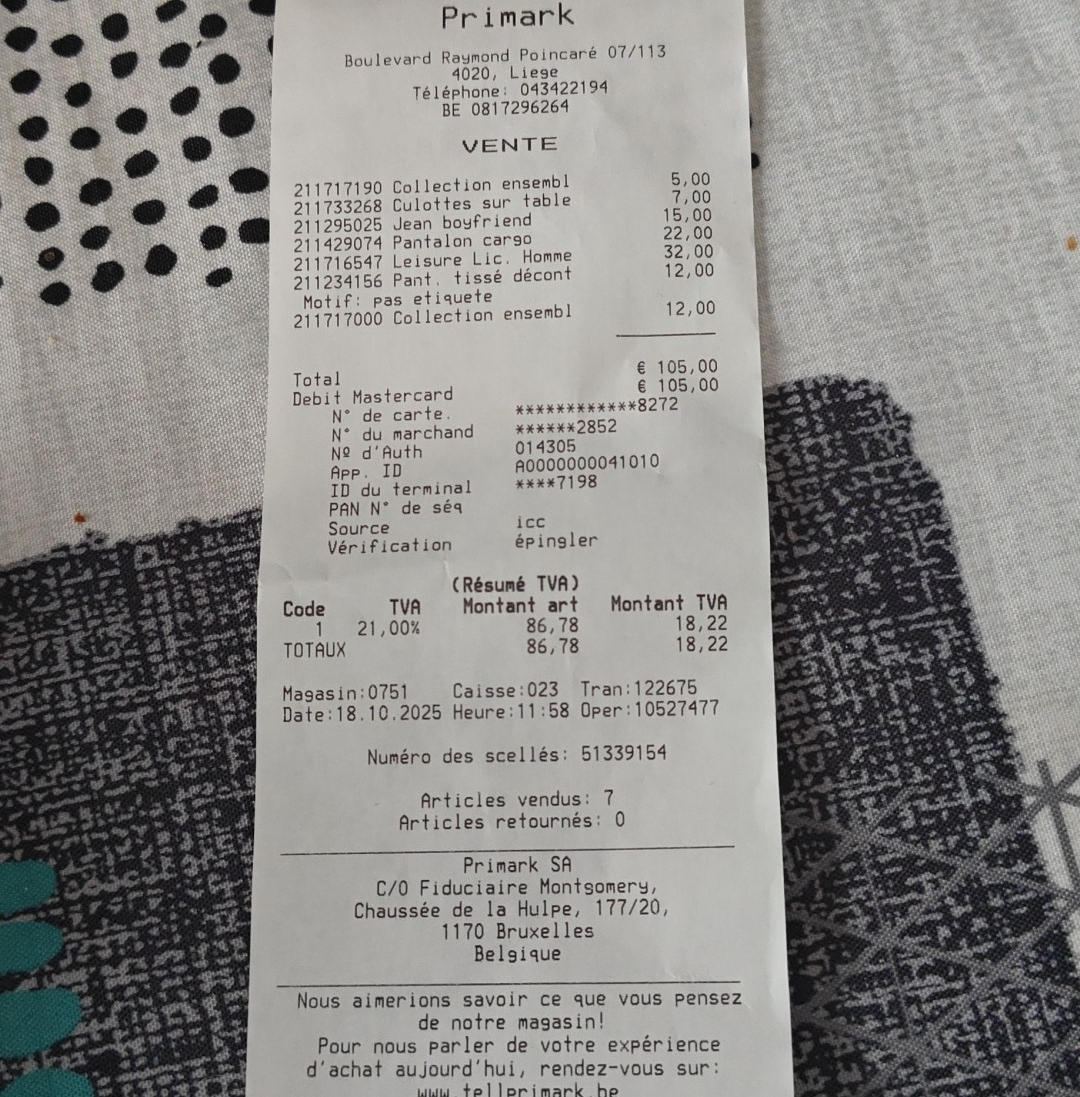 Primark
Boulevard Raymond Poincaré 07/113
4020, Liege
Téléphone: 043422194
BE 0817296264
VENTE
211717190 Collection ensembl 5,00
211733268 Culottes sur table 7,00
211295025 Jean boyfriend 15,00
211429074 Pantalon cargo 22,00
211716547 Leisure Lic. Homme 32,00
211234156 Pant. tissé décont 12,00
Motif: pas etiquete
211717000 Collection ensembl 12,00
Total € 105,00
Debit Mastercard € 105,00
N° de carte. ************8272
N° du marchand ******2852
Nº d'Auth 014305
App. ID A0000000041010
ID du terminal ****7198
PAN N° de séq
Source icc
Vérification épingler
(Résumé TVA)
Code TVA Montant art Montant TVA
1 21,00% 86,78 18,22
TOTAUX 86,78 18,22
Magasin:0751 Caisse:023 Tran:122675
Date:18.10.2025 Heure:11:58 Oper:10527477
Numéro des scellés: 51339154
Articles vendus: 7
Articles retournés: 0
Primark SA
C/O Fiduciaire Montgomery,
Chaussée de la Hulpe, 177/20,
1170 Bruxelles
Belgique
Nous aimerions savoir ce que vous pensez
de notre magasin!
Pour nous parler de votre expérience
d'achat aujourd'hui, rendez-vous sur:
www.tellprimark.be